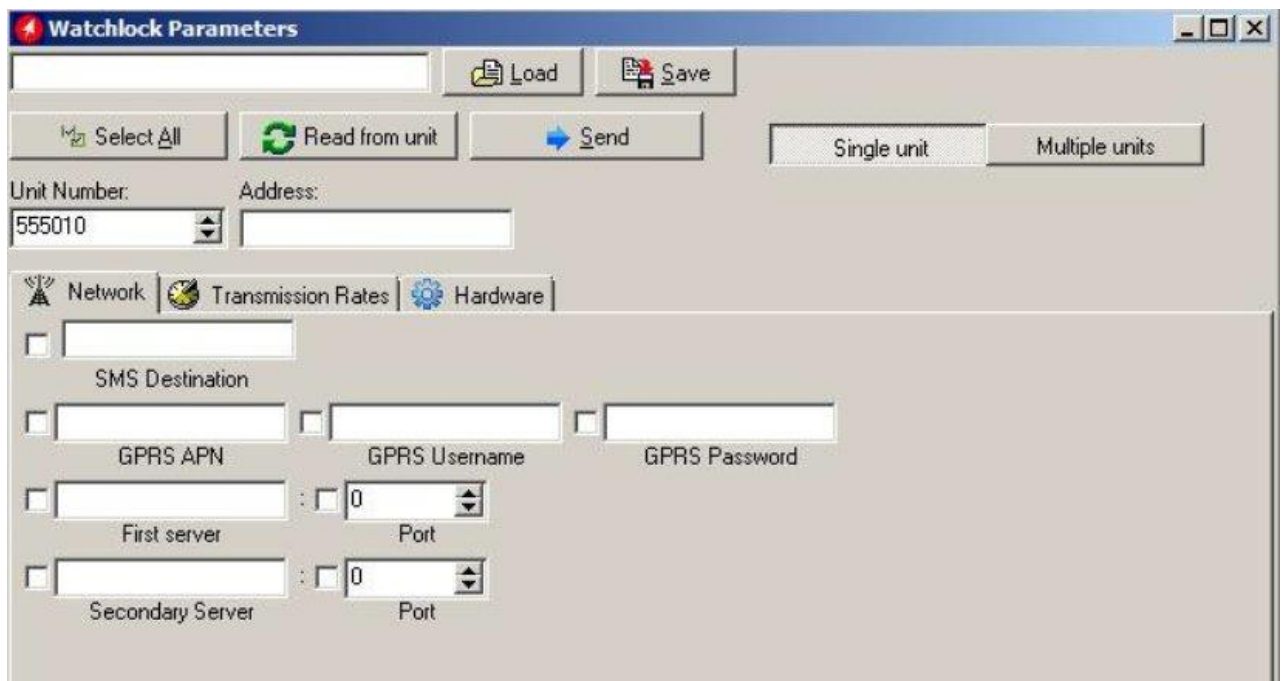 Watchlock Parameters
Load Save
Select All Read from unit Send Single unit Multiple units
Unit Number: Address:
555010
Network Transmission Rates Hardware
SMS Destination
GPRS APN GPRS Username GPRS Password
: 0
First server Port
: 0
Secondary Server Port